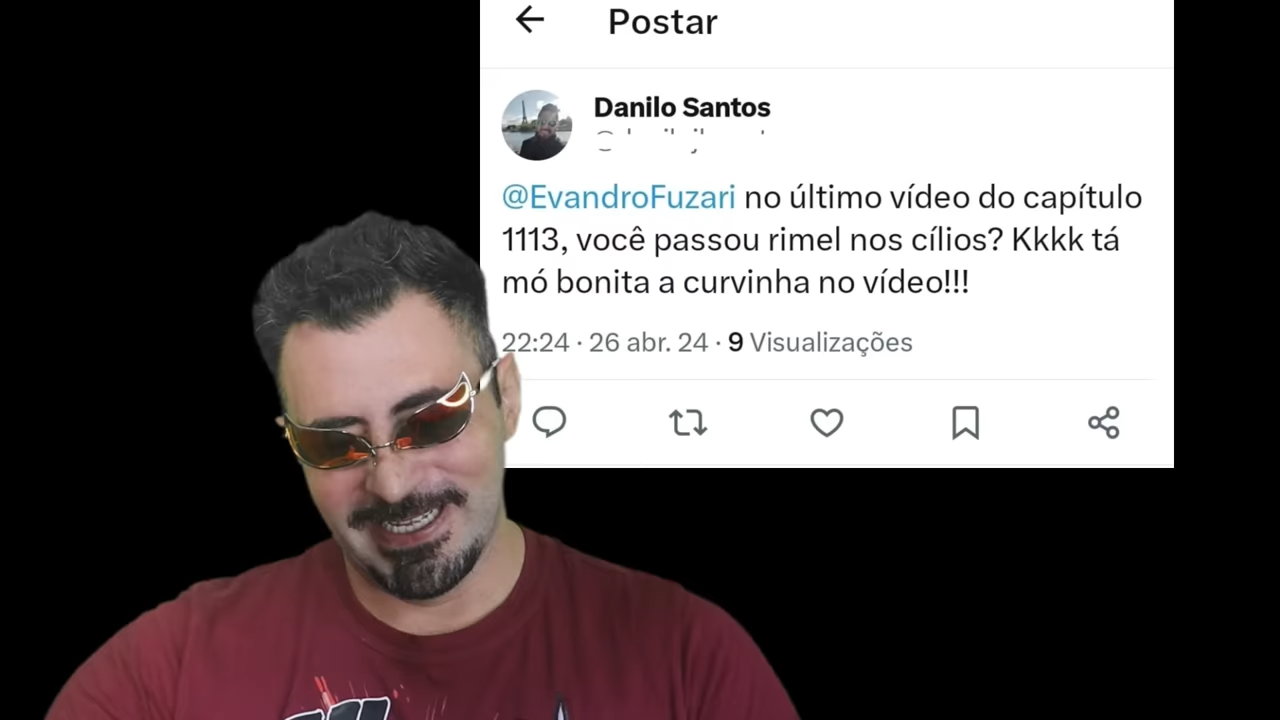 Postar
Danilo Santos
@EvandroFuzari no último vídeo do capítulo
1113, você passou rimel nos cílios? Kkkk tá
mó bonita a curvinha no vídeo!!!
22:24 · 26 abr. 24 · 9 Visualizações